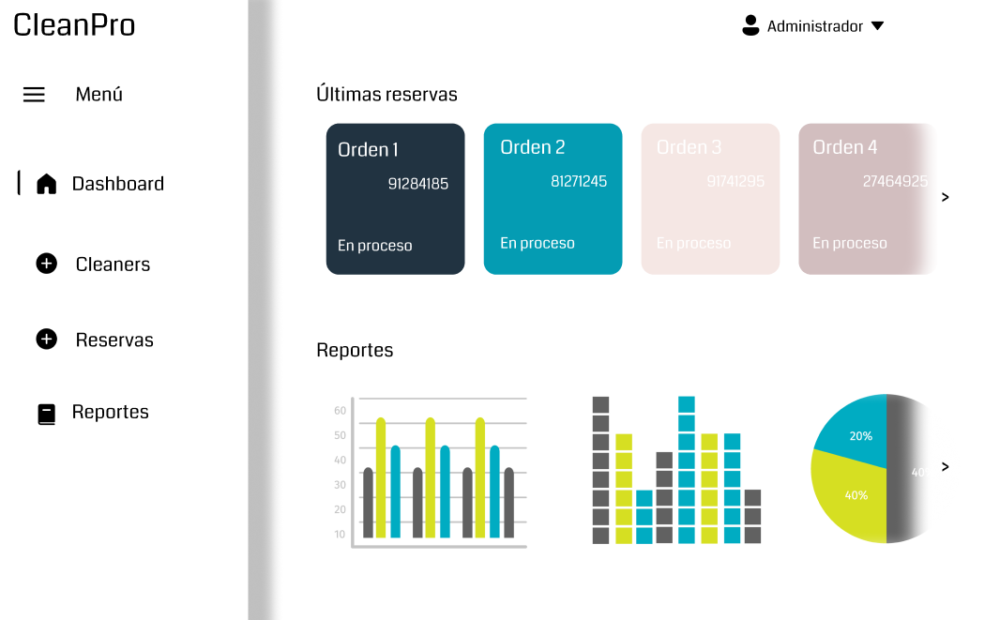 CleanPro
Administrador
Menú
Dashboard
Cleaners
Reservas
Reportes
Últimas reservas
Orden 1
91284185
En proceso
Orden 2
81271245
En proceso
Orden 3
91741295
En proceso
Orden 4
27464925
En proceso
>
Reportes
60
50
40
30
20
10
20%
40%
40%
>